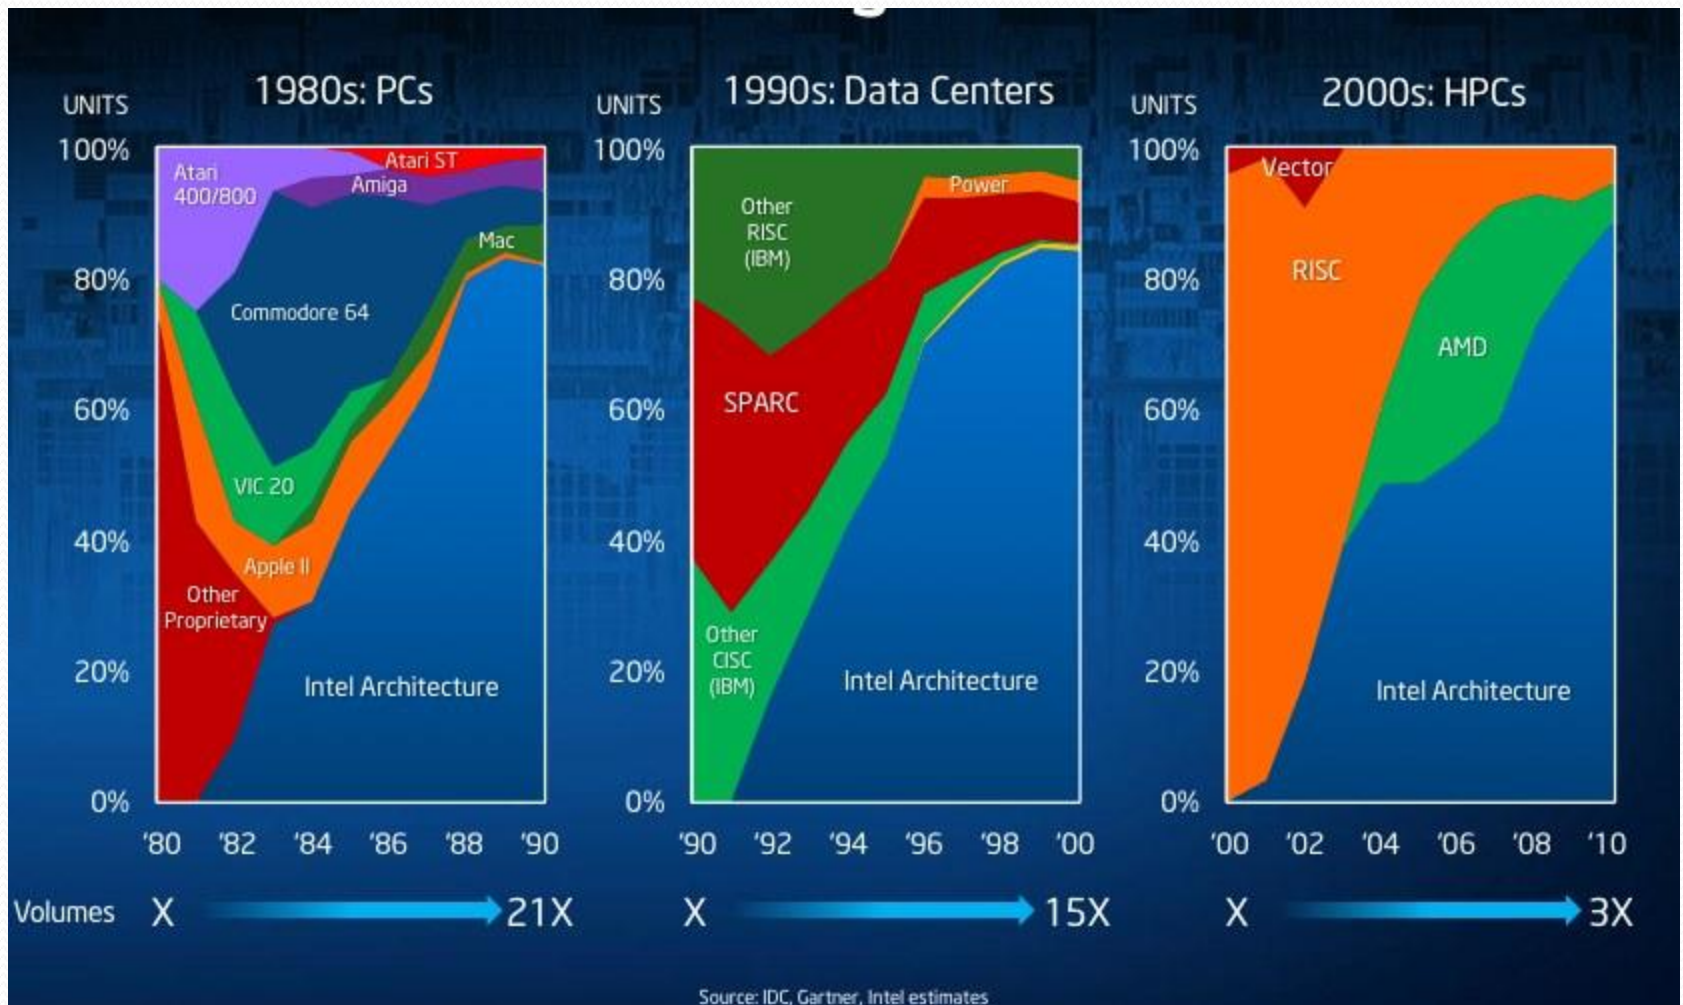 1980s: PCs
UNITS
100%
80%
60%
40%
20%
0%
Atari
400/800
Atari ST
Amiga
Mac
Commodore 64
VIC 20
Apple II
Other
Proprietary
Intel Architecture
'80 '82 '84 '86 '88 '90
1990s: Data Centers
UNITS
100%
80%
60%
40%
20%
0%
Other
RISC
(IBM)
Power
SPARC
Other
CISC
(IBM)
Intel Architecture
'90 '92 '94 '96 '98 '00
2000s: HPCs
UNITS
100%
80%
60%
40%
20%
0%
Vector
RISC
AMD
Intel Architecture
'00 '02 '04 '06 '08 '10
Volumes X 21X X 15X X 3X
Source: IDC, Gartner, Intel estimates